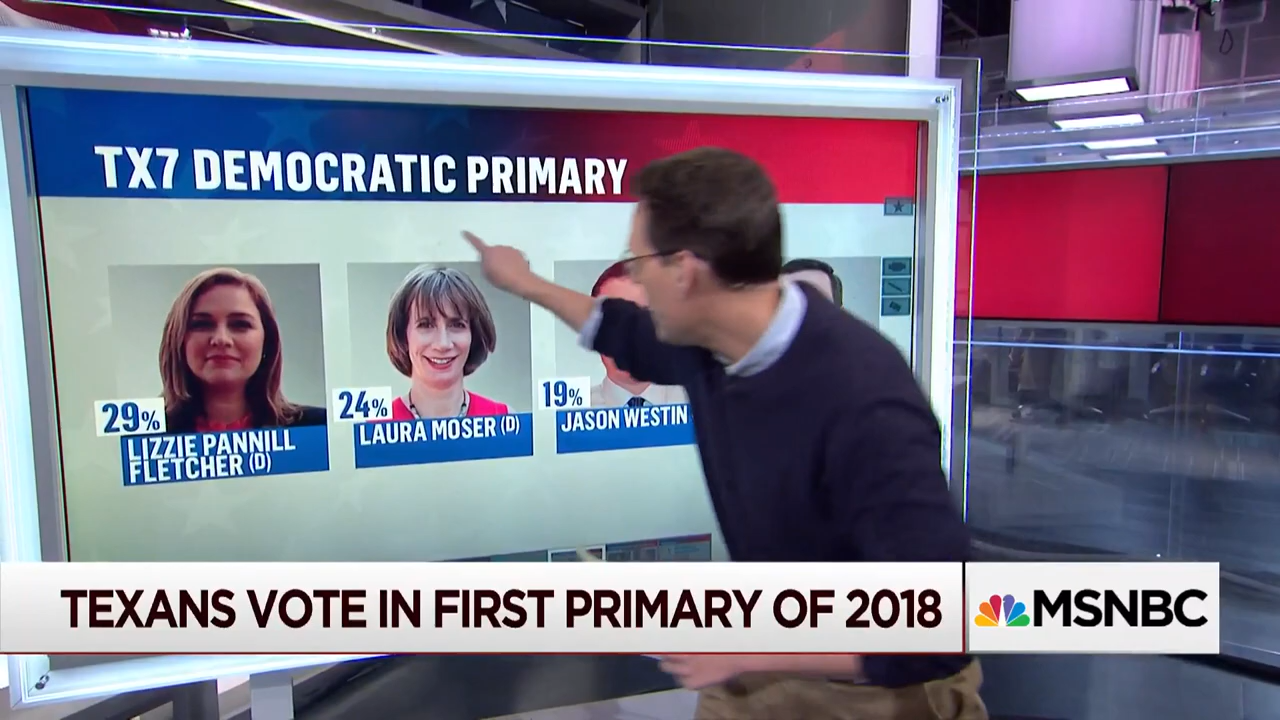 TX7 DEMOCRATIC PRIMARY
29%
LIZZIE PANNILL
FLETCHER (D)
24%
LAURA MOSER (D)
19%
JASON WESTIN
TEXANS VOTE IN FIRST PRIMARY OF 2018
MSNBC